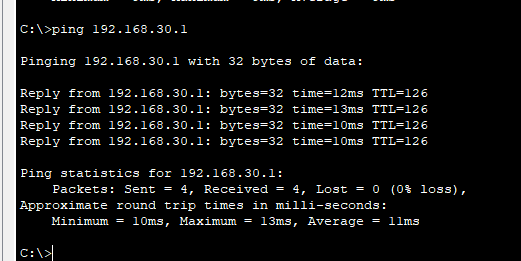 C:\>ping 192.168.30.1
Pinging 192.168.30.1 with 32 bytes of data:
Reply from 192.168.30.1: bytes=32 time=12ms TTL=126
Reply from 192.168.30.1: bytes=32 time=13ms TTL=126
Reply from 192.168.30.1: bytes=32 time=10ms TTL=126
Reply from 192.168.30.1: bytes=32 time=10ms TTL=126
Ping statistics for 192.168.30.1:
Packets: Sent = 4, Received = 4, Lost = 0 (0% loss),
Approximate round trip times in milli-seconds:
Minimum = 10ms, Maximum = 13ms, Average = 11ms
C:\>